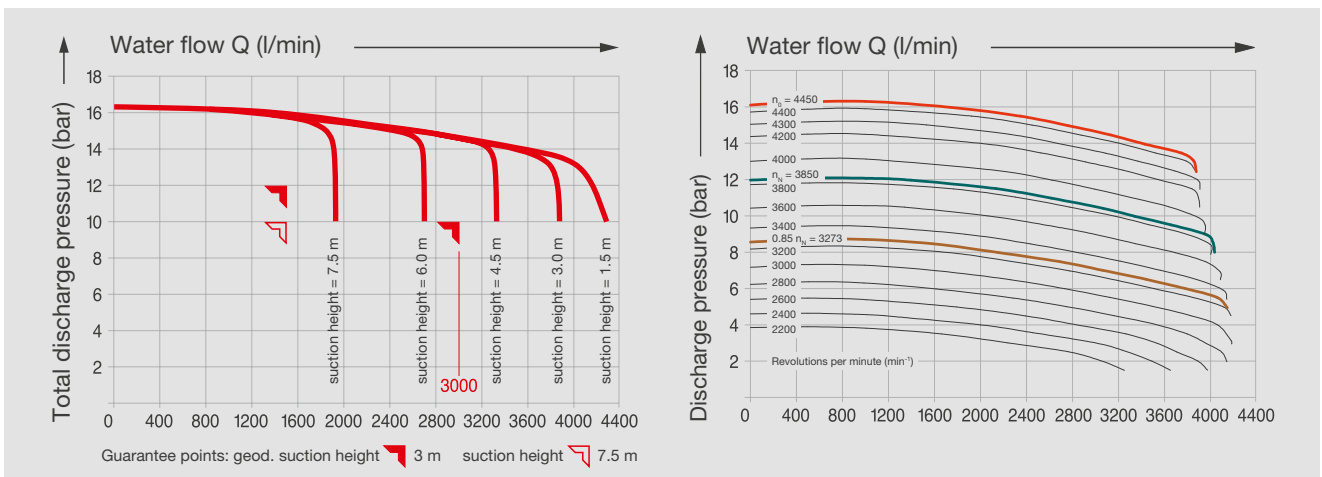 Water flow Q (l/min)
Total discharge pressure (bar)
18
16
14
12
10
8
6
4
2
suction height = 7.5 m
suction height = 6.0 m
3000
suction height = 4.5 m
suction height = 3.0 m
suction height = 1.5 m
0 400 800 1200 1600 2000 2400 2800 3200 3600 4000 4400
Guarantee points: geod. suction height 3 m suction height 7.5 m
Water flow Q (l/min)
Discharge pressure (bar)
18
16
14
12
10
8
6
4
2
n₀ = 4450
4400
4300
4200
4000
n_N = 3850
3800
3600
3400
0.85 n_N = 3273
3200
3000
2800
2600
2400
2200
Revolutions per minute (min⁻¹)
0 400 800 1200 1600 2000 2400 2800 3200 3600 4000 4400